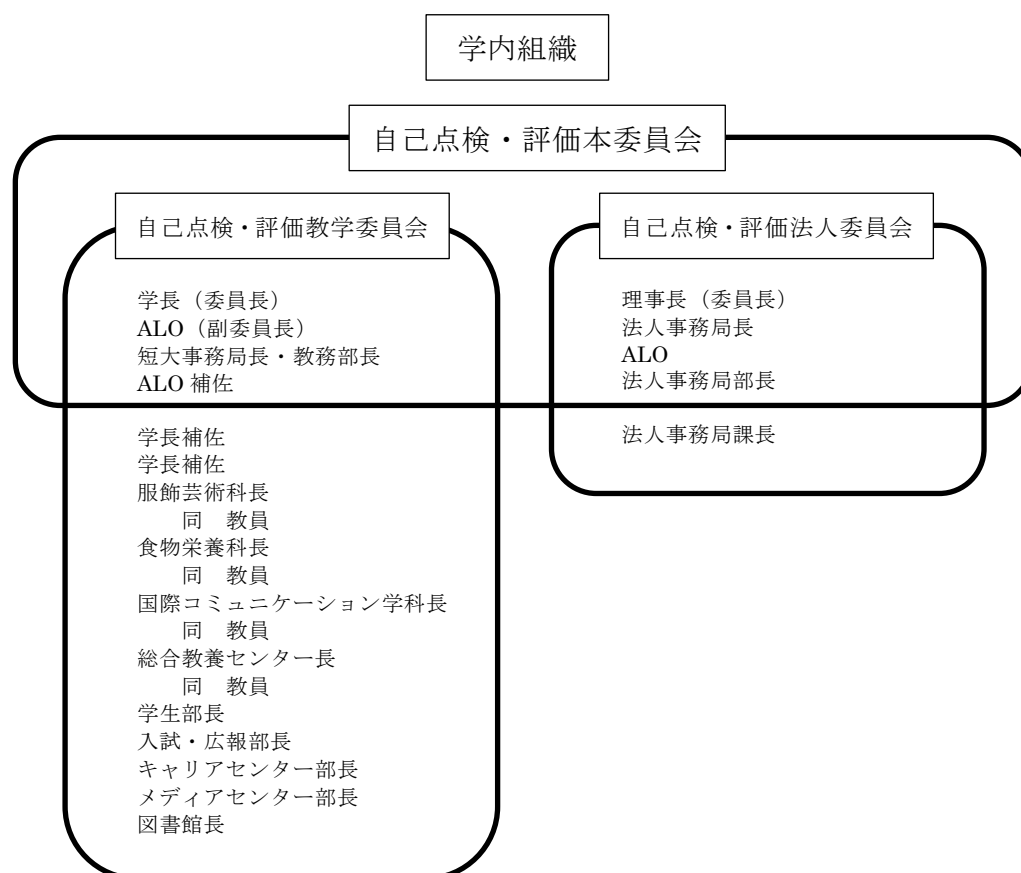 学内組織
自己点検・評価本委員会
自己点検・評価教学委員会
学長（委員長）
ALO（副委員長）
短大事務局長・教務部長
ALO 補佐
学長補佐
学長補佐
服飾芸術科長
同　教員
食物栄養科長
同　教員
国際コミュニケーション学科長
同　教員
総合教養センター長
同　教員
学生部長
入試・広報部長
キャリアセンター部長
メディアセンター部長
図書館長
自己点検・評価法人委員会
理事長（委員長）
法人事務局長
ALO
法人事務局部長
法人事務局課長